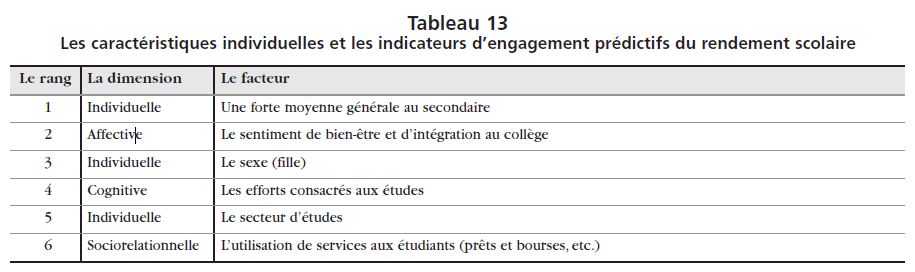 Tableau 13
Les caractéristiques individuelles et les indicateurs d'engagement prédictifs du rendement scolaire
Le rang La dimension Le facteur
1 Individuelle Une forte moyenne générale au secondaire
2 Affective Le sentiment de bien-être et d'intégration au collège
3 Individuelle Le sexe (fille)
4 Cognitive Les efforts consacrés aux études
5 Individuelle Le secteur d'études
6 Sociorelationnelle L'utilisation de services aux étudiants (prêts et bourses, etc.)